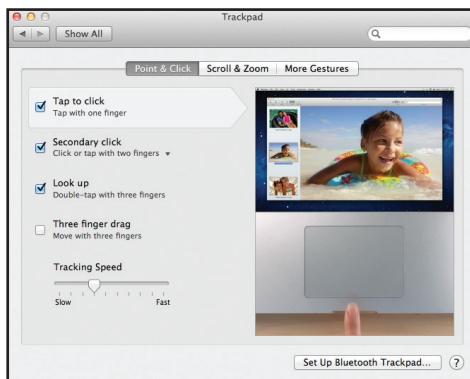 Trackpad
Show All
Point & Click
Scroll & Zoom
More Gestures
Tap to click
Tap with one finger
Secondary click
Click or tap with two fingers
Look up
Double-tap with three fingers
Three finger drag
Move with three fingers
Tracking Speed
Slow
Fast
Set Up Bluetooth Trackpad...
?